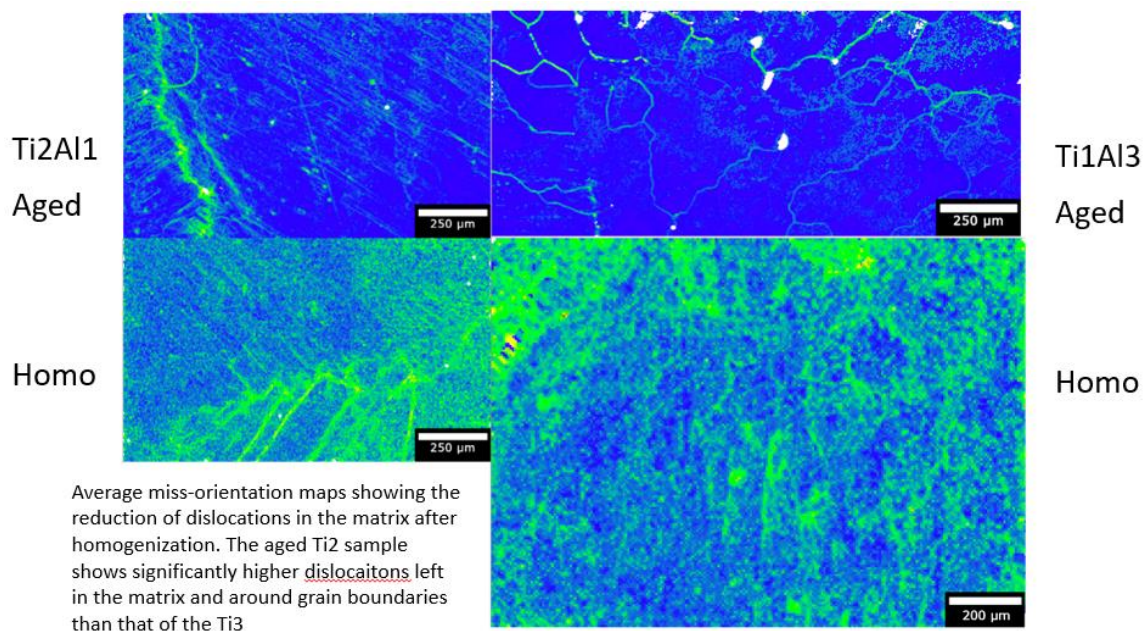 Ti2Al1
Aged
250 µm
Ti1Al3
Aged
250 µm
Homo
250 µm
Homo
200 µm
Average miss-orientation maps showing the
reduction of dislocations in the matrix after
homogenization. The aged Ti2 sample
shows significantly higher dislocaitons left
in the matrix and around grain boundaries
than that of the Ti3